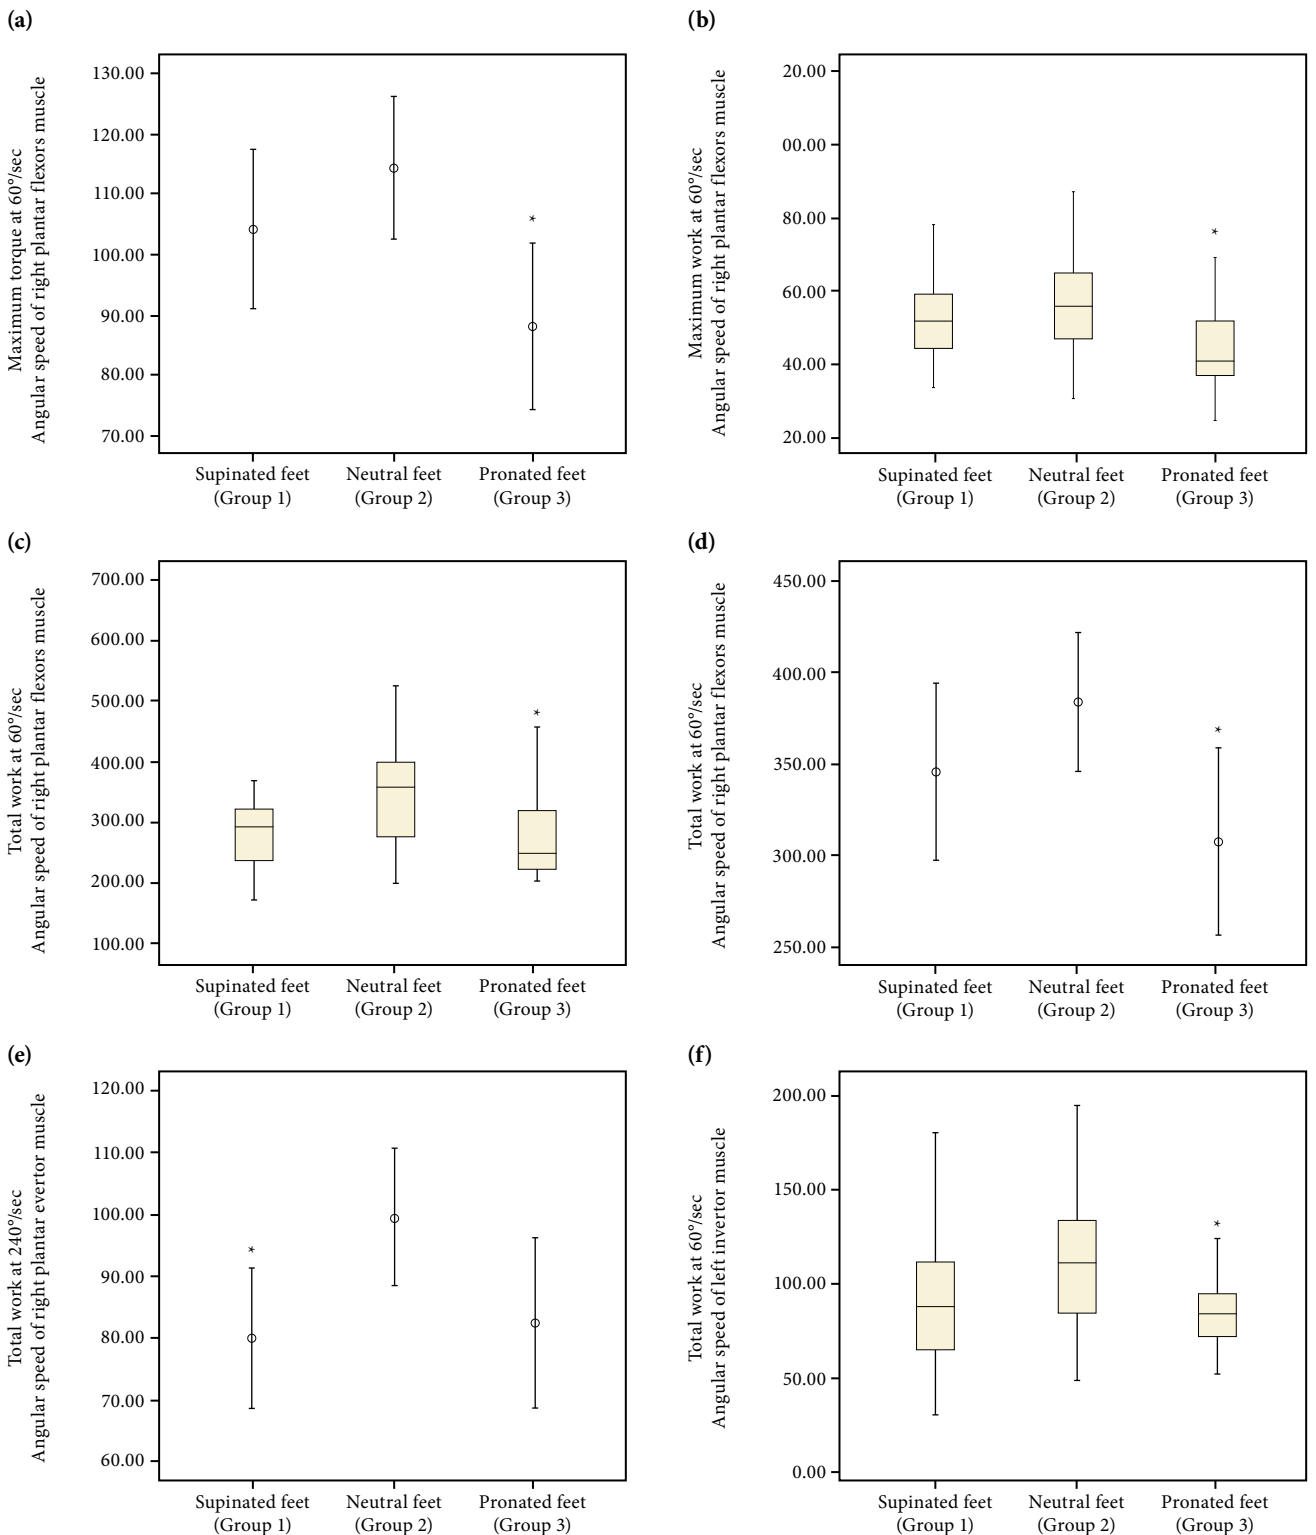 (a)
Maximum torque at 60°/sec
Angular speed of right plantar flexors muscle
130.00
120.00
110.00
100.00
90.00
80.00
70.00
*
Supinated feet
(Group 1)
Neutral feet
(Group 2)
Pronated feet
(Group 3)
(b)
Maximum work at 60°/sec
Angular speed of right plantar flexors muscle
20.00
00.00
80.00
60.00
40.00
20.00
*
Supinated feet
(Group 1)
Neutral feet
(Group 2)
Pronated feet
(Group 3)
(c)
Total work at 60°/sec
Angular speed of right plantar flexors muscle
700.00
600.00
500.00
400.00
300.00
200.00
100.00
*
Supinated feet
(Group 1)
Neutral feet
(Group 2)
Pronated feet
(Group 3)
(d)
Total work at 60°/sec
Angular speed of right plantar flexors muscle
450.00
400.00
350.00
300.00
250.00
*
Supinated feet
(Group 1)
Neutral feet
(Group 2)
Pronated feet
(Group 3)
(e)
Total work at 240°/sec
Angular speed of right plantar evertor muscle
120.00
110.00
100.00
90.00
80.00
70.00
60.00
*
Supinated feet
(Group 1)
Neutral feet
(Group 2)
Pronated feet
(Group 3)
(f)
Total work at 60°/sec
Angular speed of left invertor muscle
200.00
150.00
100.00
50.00
0.00
*
Supinated feet
(Group 1)
Neutral feet
(Group 2)
Pronated feet
(Group 3)